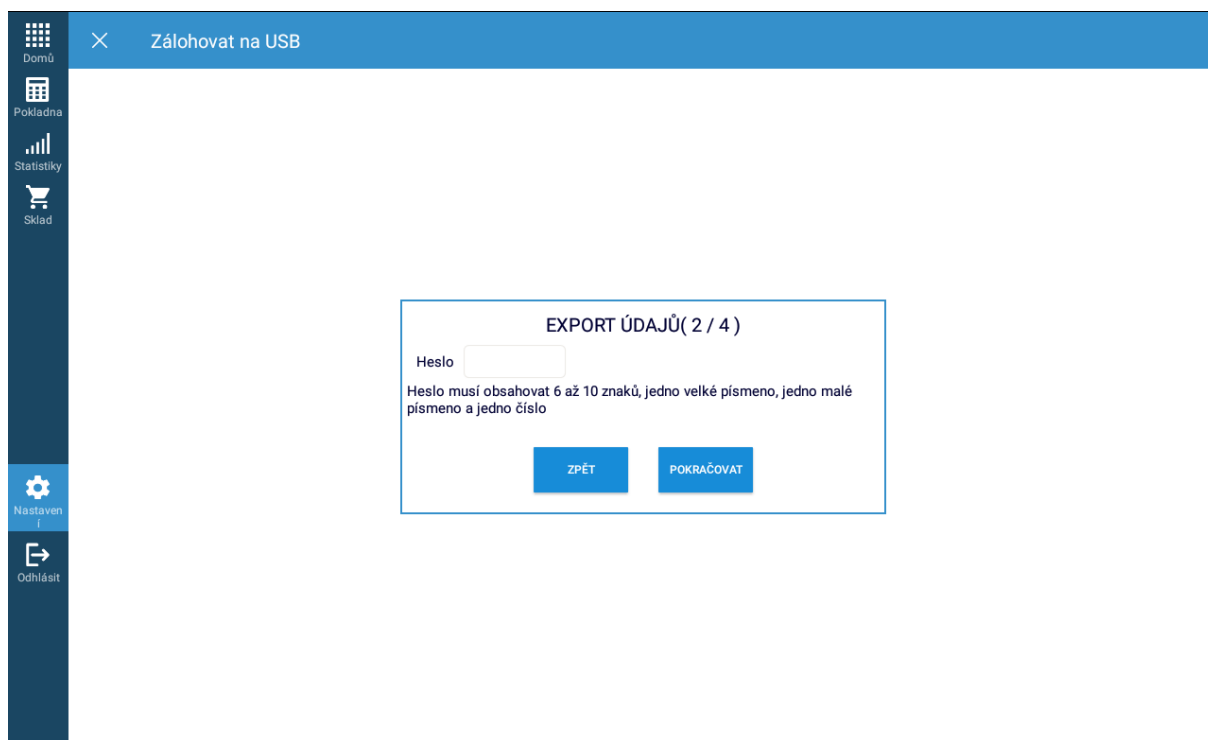 Domů
Pokladna
Statistiky
Sklad
Nastaven
í
Odhlásit
Zálohovat na USB
EXPORT ÚDAJŮ( 2 / 4 )
Heslo
Heslo musí obsahovat 6 až 10 znaků, jedno velké písmeno, jedno malé
písmeno a jedno číslo
ZPĚT POKRAČOVAT